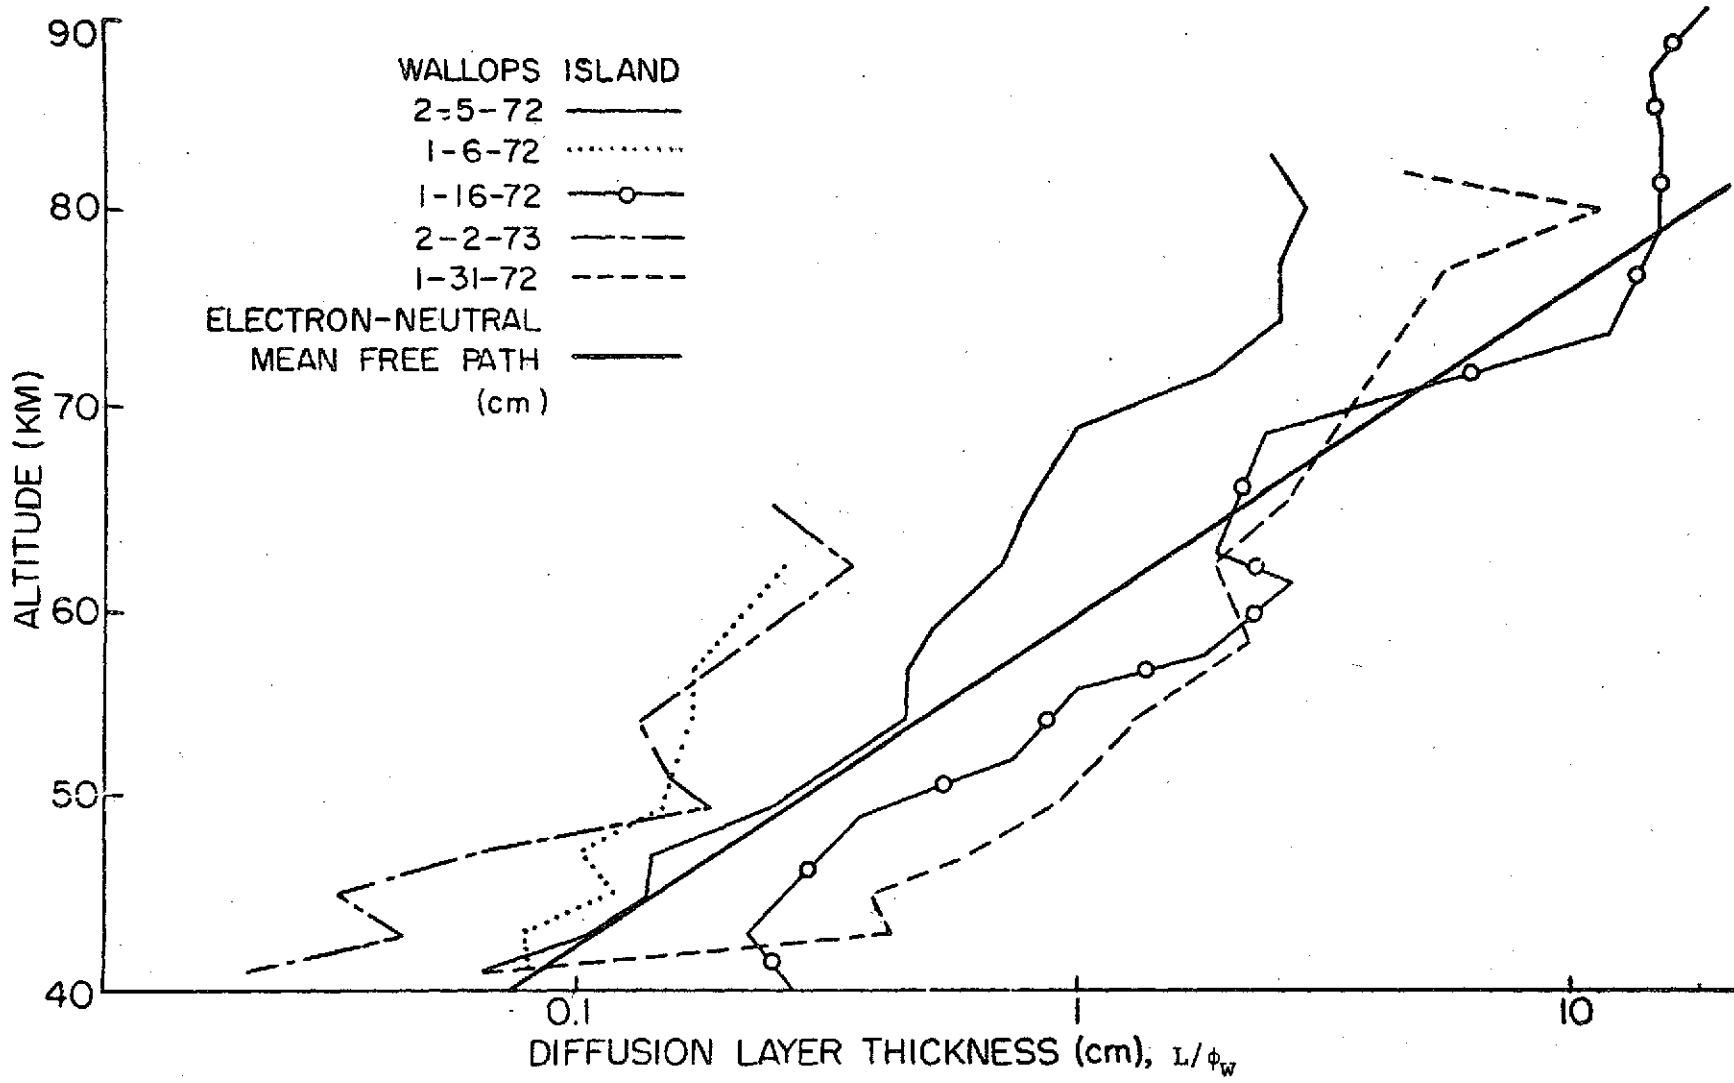 90
80
70
60
50
40
ALTITUDE (KM)
WALLOPS ISLAND
2-5-72
1-6-72
1-16-72
2-2-73
1-31-72
ELECTRON-NEUTRAL
MEAN FREE PATH
(cm)
0.1
1
10
DIFFUSION LAYER THICKNESS (cm), L/ϕw